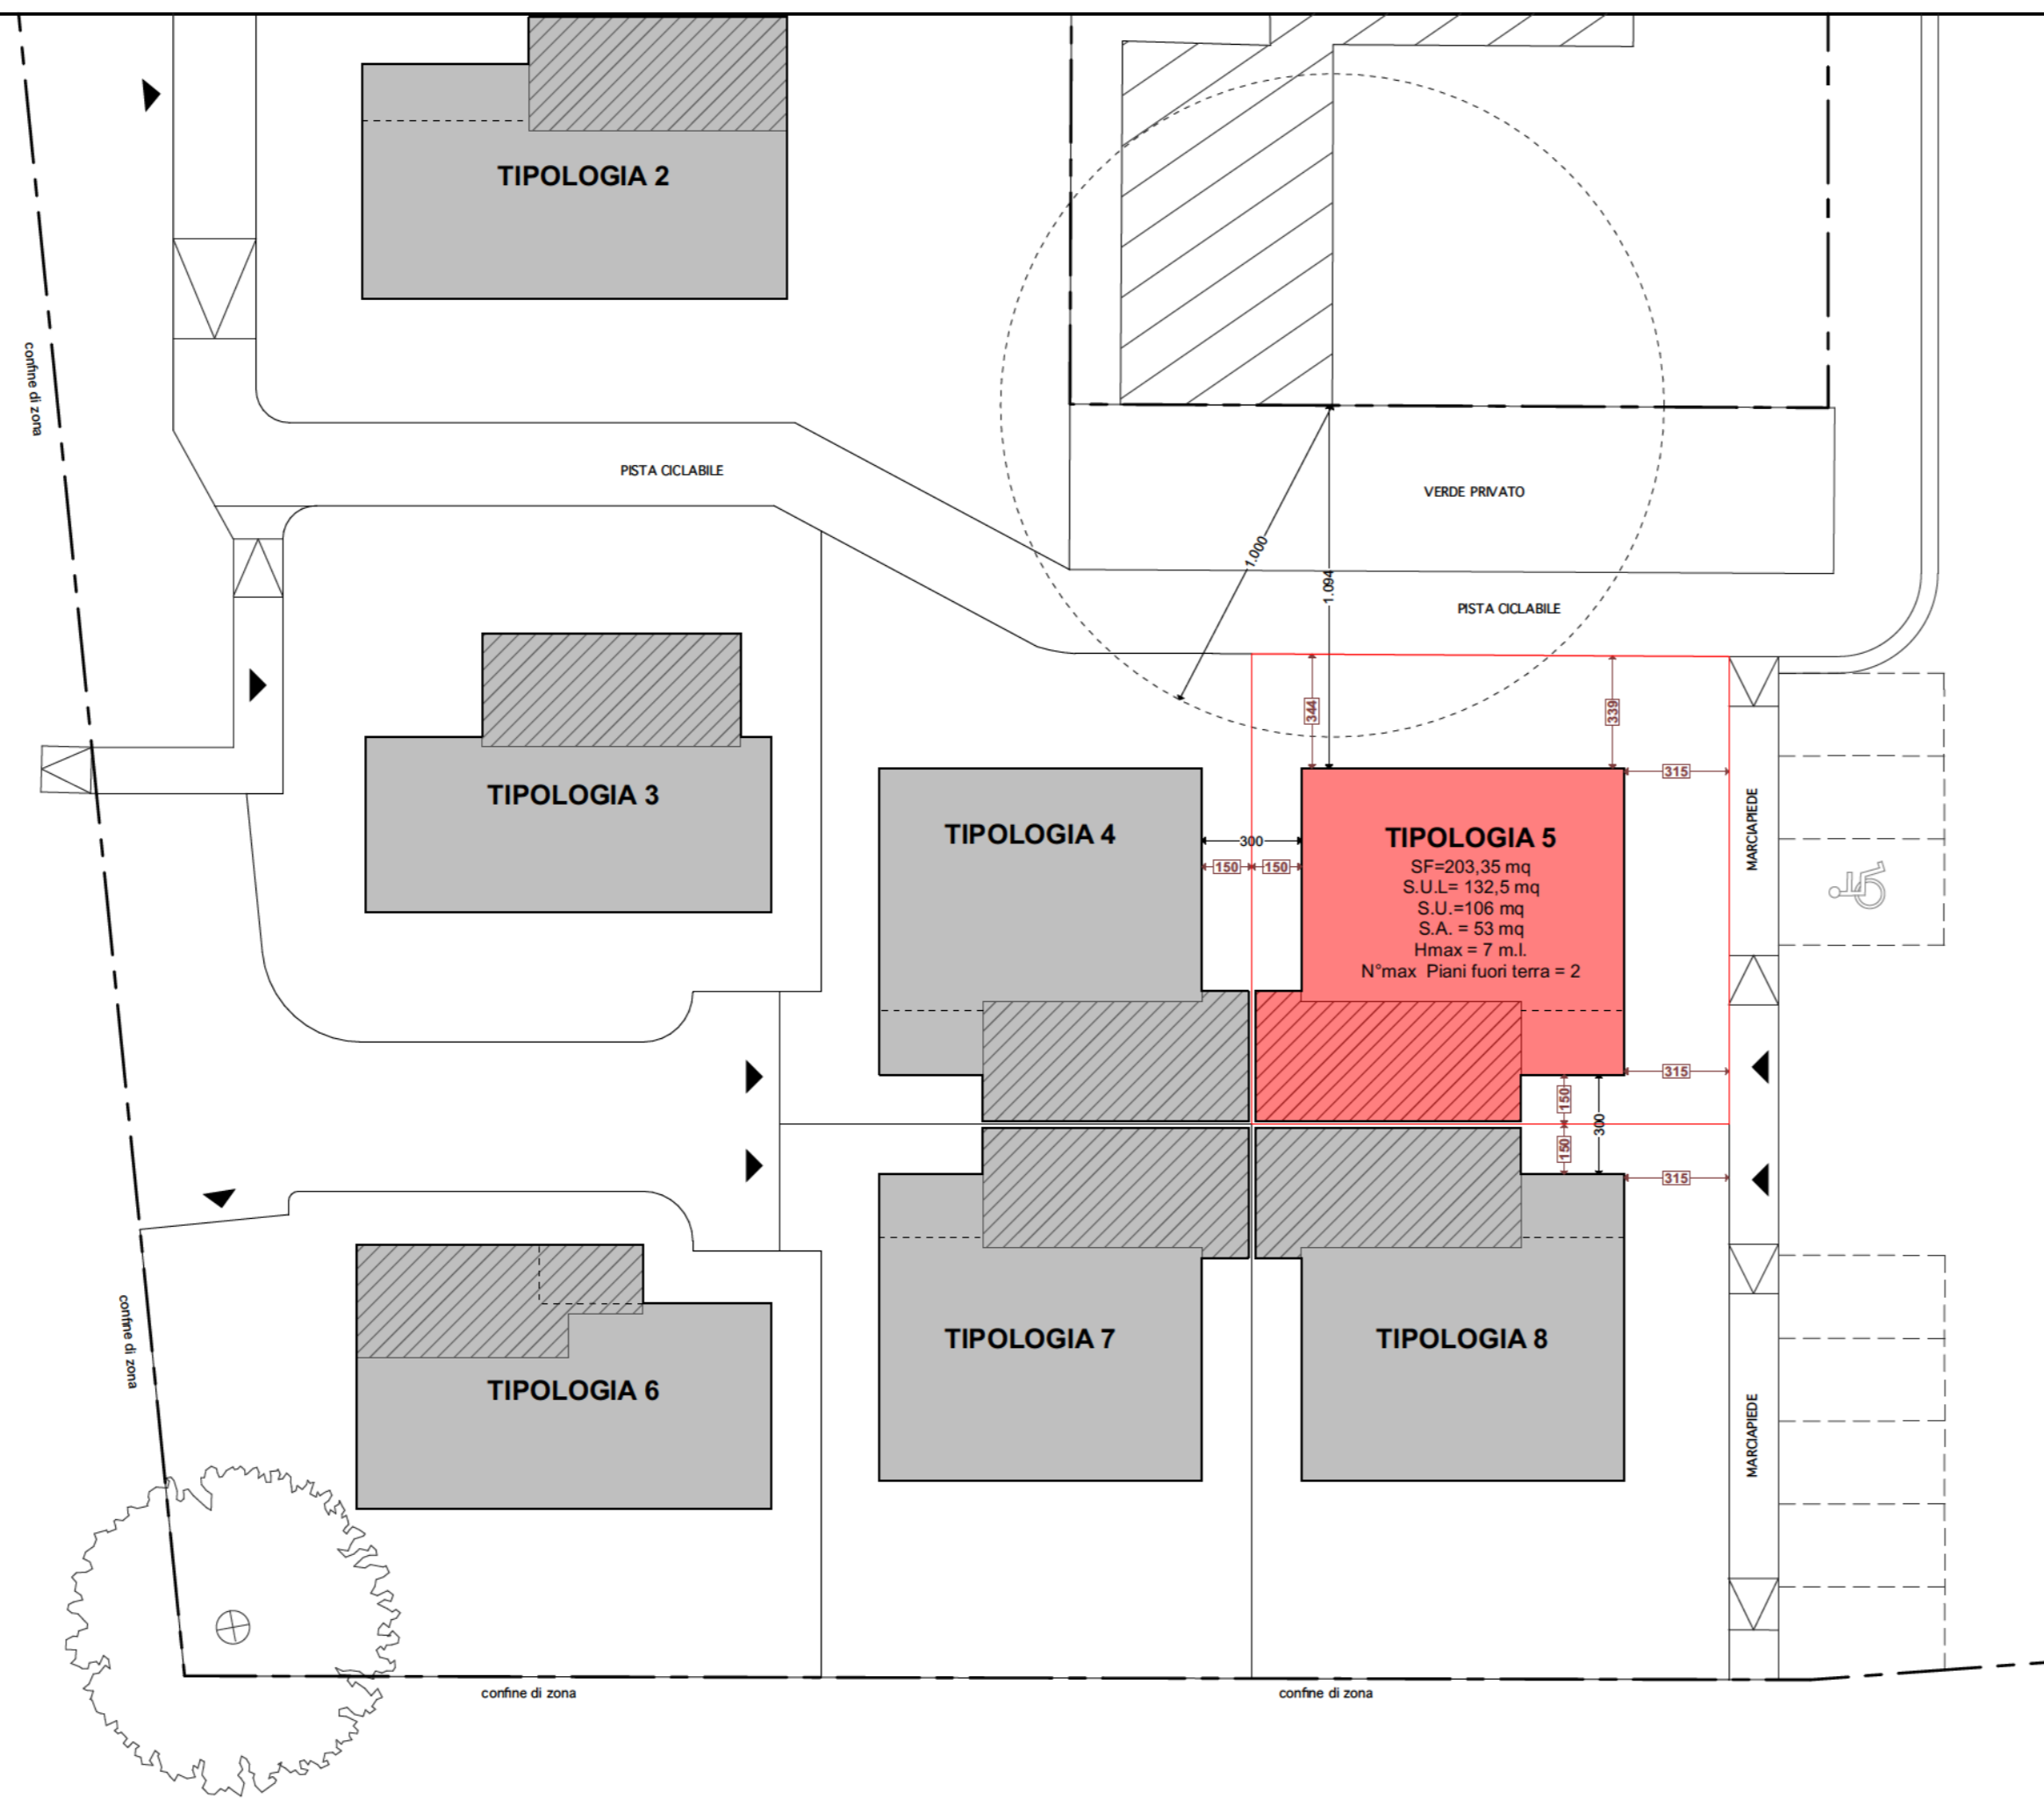 TIPOLOGIA 2
confine di zona
PISTA CICLABILE
VERDE PRIVATO
1.000
1.094
PISTA CICLABILE
344
339
315
TIPOLOGIA 3
TIPOLOGIA 4
300
150
150
TIPOLOGIA 5
SF=203,35 mq
S.U.L= 132,5 mq
S.U.=106 mq
S.A. = 53 mq
Hmax = 7 m.l.
N°max Piani fuori terra = 2
MARCIAPIEDE
315
150
300
150
315
confine di zona
TIPOLOGIA 6
TIPOLOGIA 7
TIPOLOGIA 8
MARCIAPIEDE
confine di zona
confine di zona